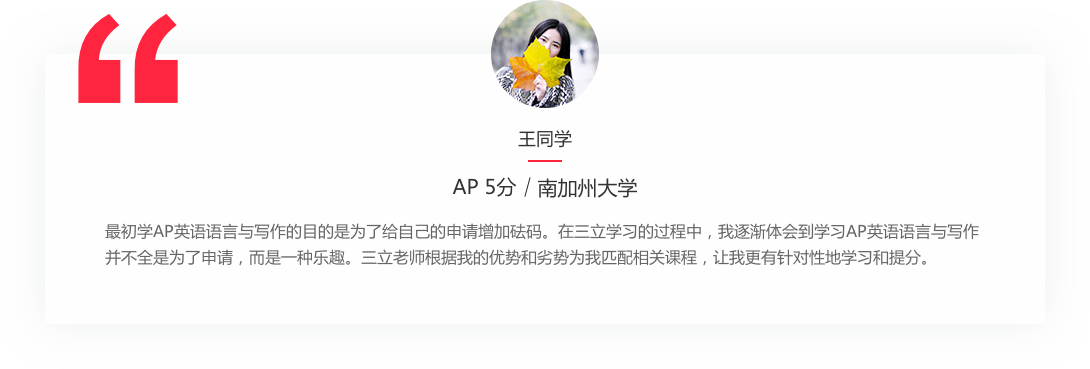 王同学
AP 5分 / 南加州大学
最初学AP英语语言与写作的目的是为了给自己的申请增加砝码。在三立学习的过程中，我逐渐体会到学习AP英语语言与写作
并不全是为了申请，而是一种乐趣。三立老师根据我的优势和劣势为我匹配相关课程，让我更有针对性地学习和提分。